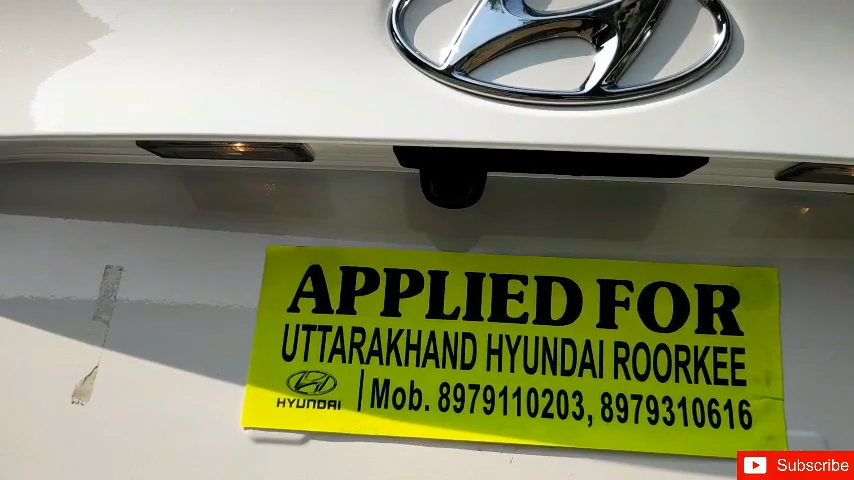 APPLIED FOR
UTTARAKHAND HYUNDAI ROORKEE
HYUNDAI
Mob. 8979110203, 8979310616
Subscribe